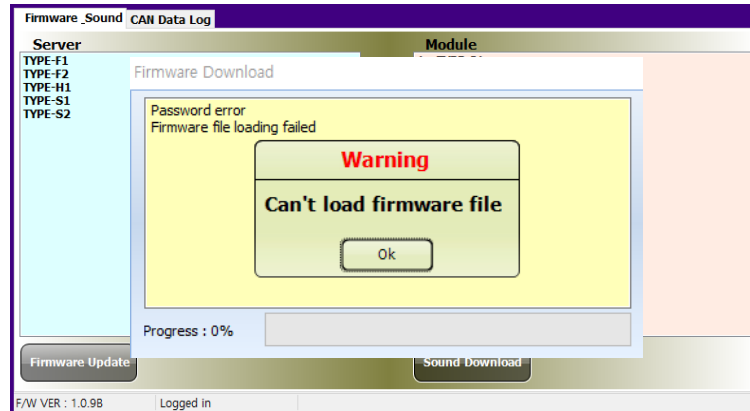 Firmware _Sound
CAN Data Log
Server
Module
TYPE-F1
TYPE-F2
TYPE-H1
TYPE-S1
TYPE-S2
Firmware Download
Password error
Firmware file loading failed
Warning
Can't load firmware file
Ok
Progress : 0%
Firmware Update
Sound Download
F/W VER : 1.0.9B
Logged in